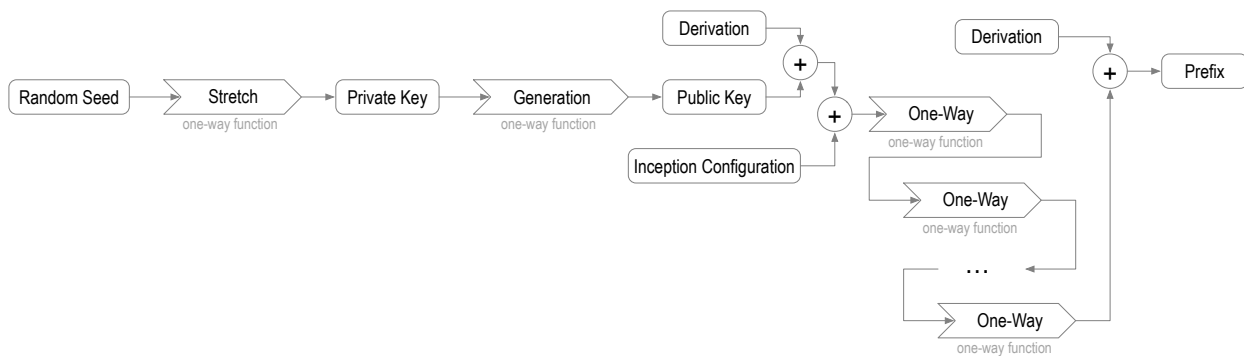 Derivation
Derivation
+
+
Prefix
Random Seed
Stretch
Private Key
Generation
Public Key
one-way function
one-way function
+
One-Way
one-way function
Inception Configuration
One-Way
one-way function
...
One-Way
one-way function